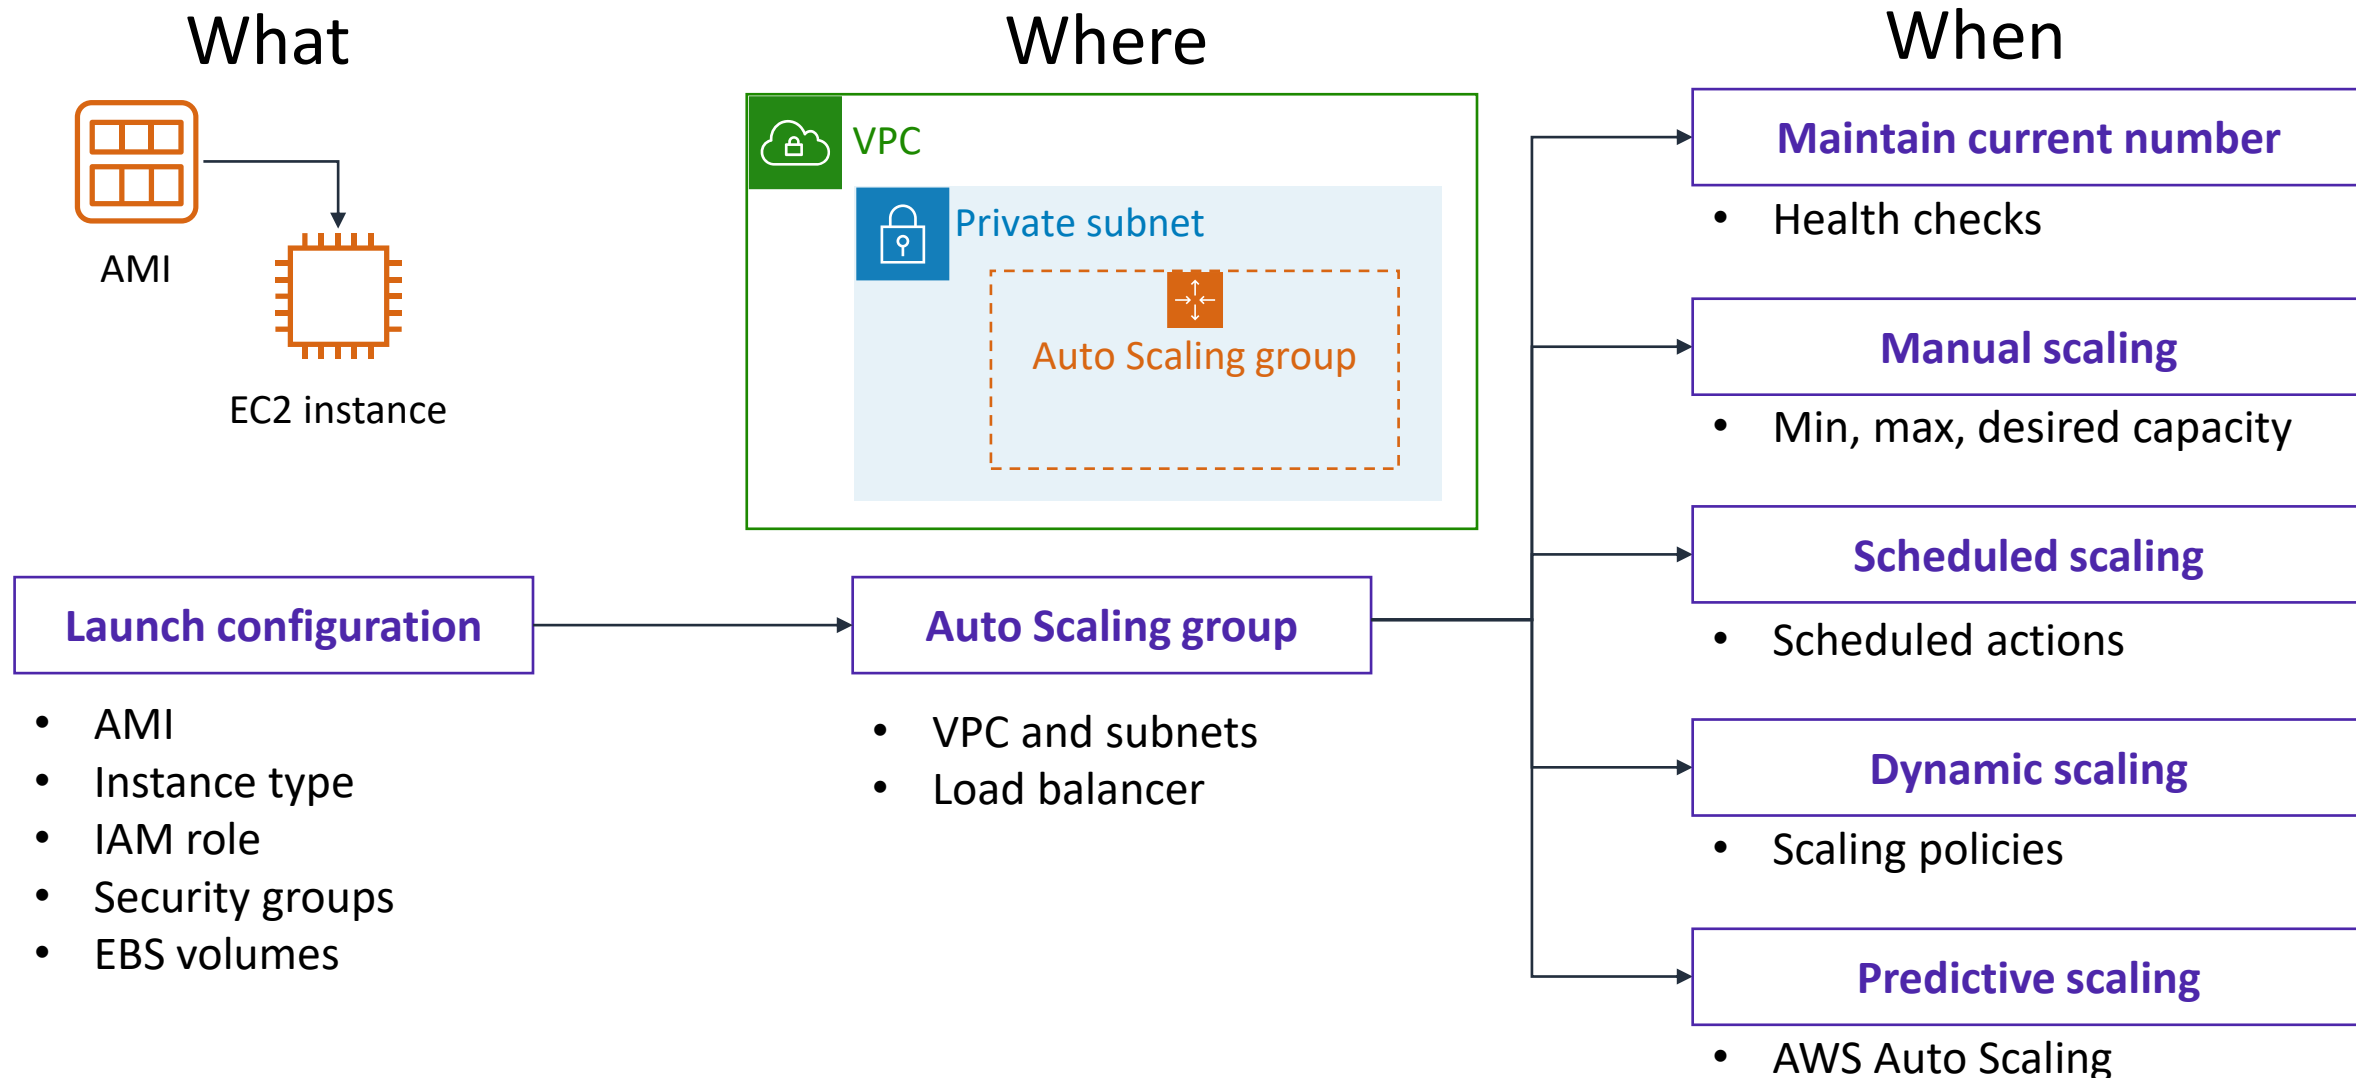 What
AMI
EC2 instance
Launch configuration
• AMI
• Instance type
• IAM role
• Security groups
• EBS volumes
Where
VPC
Private subnet
Auto Scaling group
Auto Scaling group
• VPC and subnets
• Load balancer
When
Maintain current number
• Health checks
Manual scaling
• Min, max, desired capacity
Scheduled scaling
• Scheduled actions
Dynamic scaling
• Scaling policies
Predictive scaling
• AWS Auto Scaling